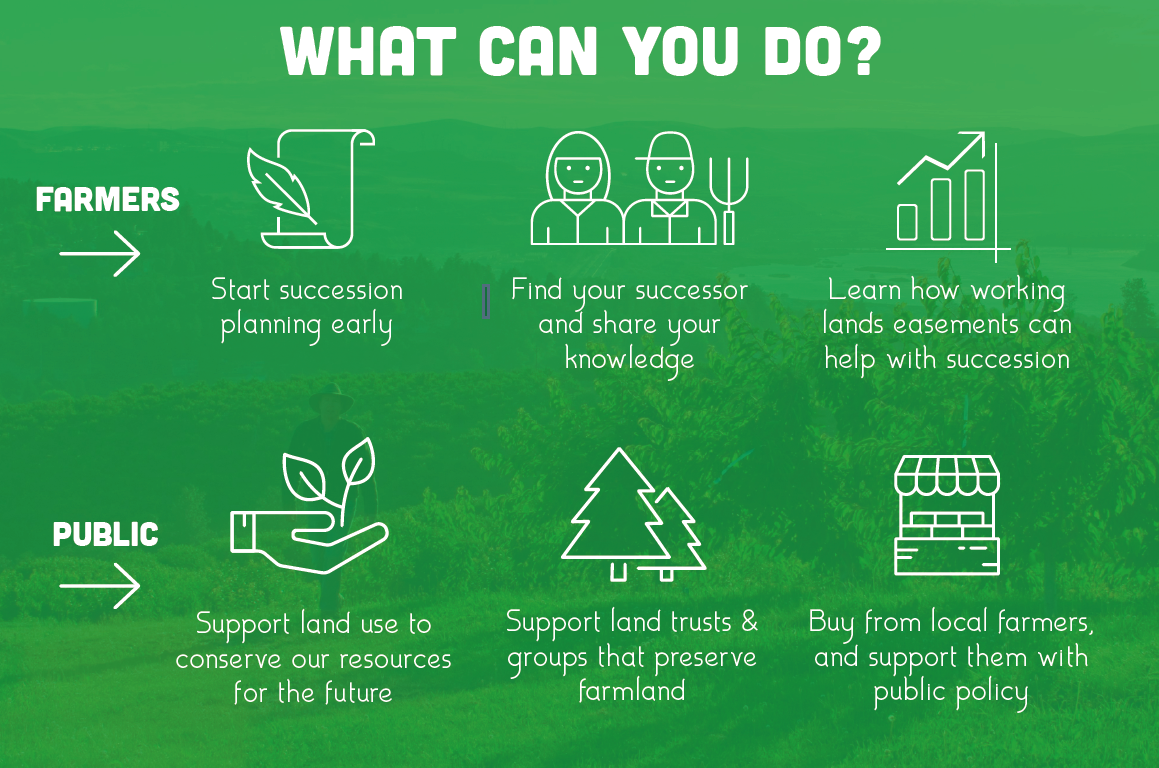 WHAT CAN YOU DO?
FARMERS
Start succession
planning early
Find your successor
and share your
knowledge
Learn how working
lands easements can
help with succession
PUBLIC
Support land use to
conserve our resources
for the future
Support land trusts &
groups that preserve
farmland
Buy from local farmers,
and support them with
public policy